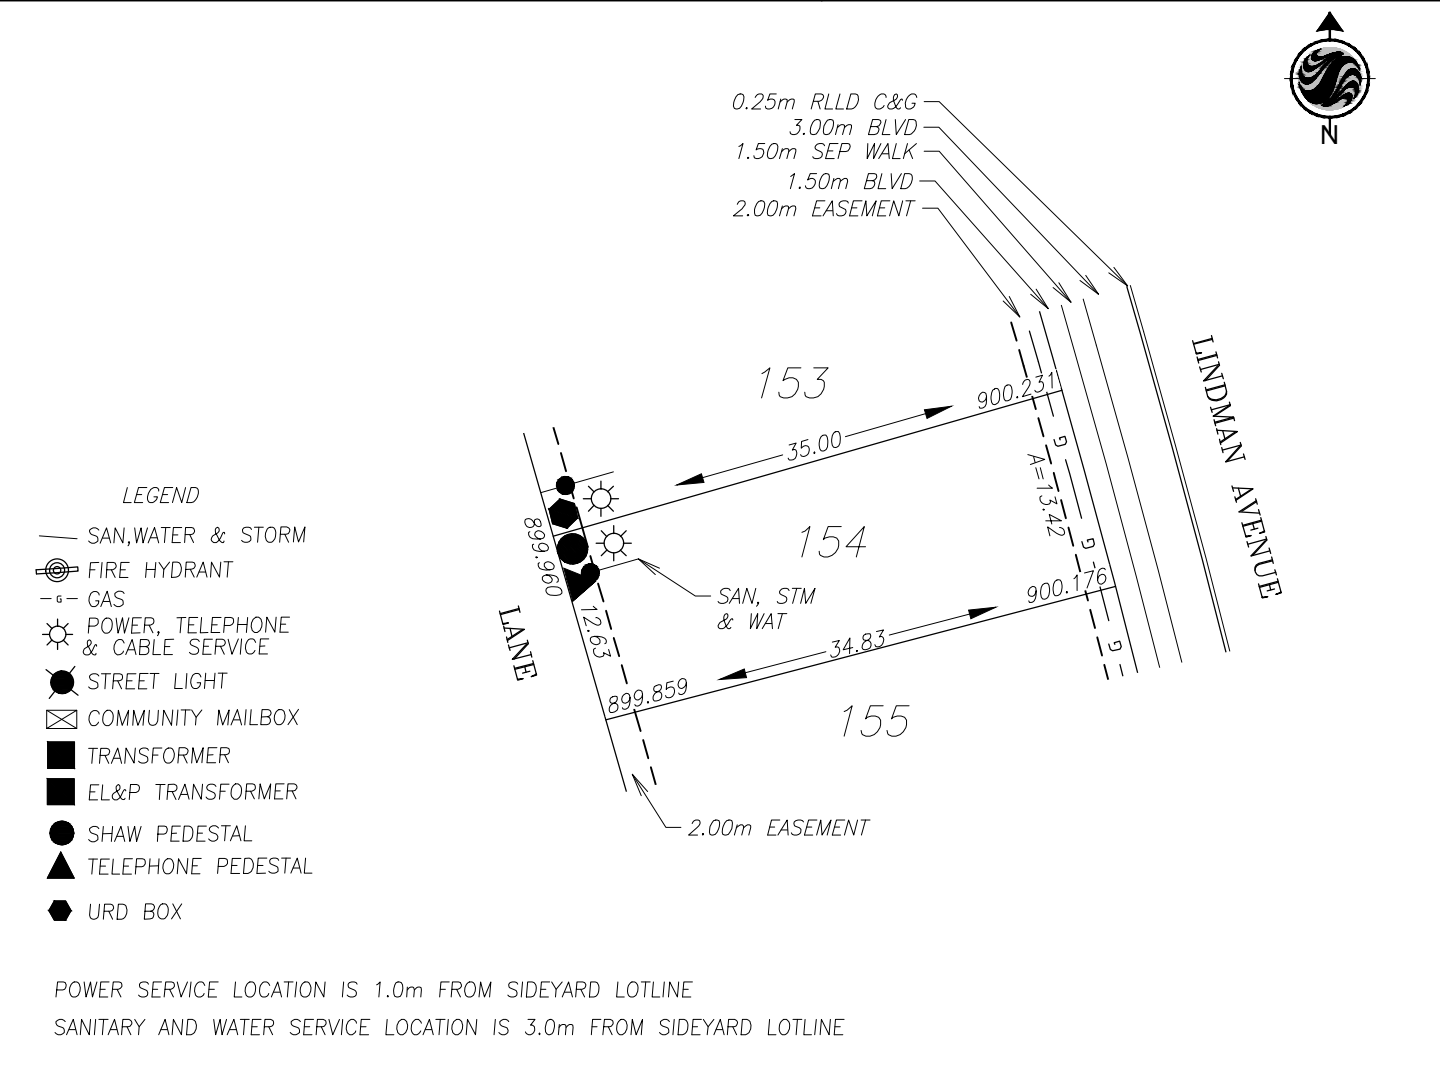 N
0.25m RLLD C&G
3.00m BLVD
1.50m SEP WALK
1.50m BLVD
2.00m EASEMENT
LINDMAN AVENUE
153
900.231
35.00
G
A=13.42
154
G
899.960
900.176
SAN, STM
& WAT
LANE
12.63
34.83
G
899.859
155
2.00m EASEMENT
LEGEND
SAN,WATER & STORM
FIRE HYDRANT
G GAS
POWER, TELEPHONE
& CABLE SERVICE
STREET LIGHT
COMMUNITY MAILBOX
TRANSFORMER
EL&P TRANSFORMER
SHAW PEDESTAL
TELEPHONE PEDESTAL
URD BOX
POWER SERVICE LOCATION IS 1.0m FROM SIDEYARD LOTLINE
SANITARY AND WATER SERVICE LOCATION IS 3.0m FROM SIDEYARD LOTLINE